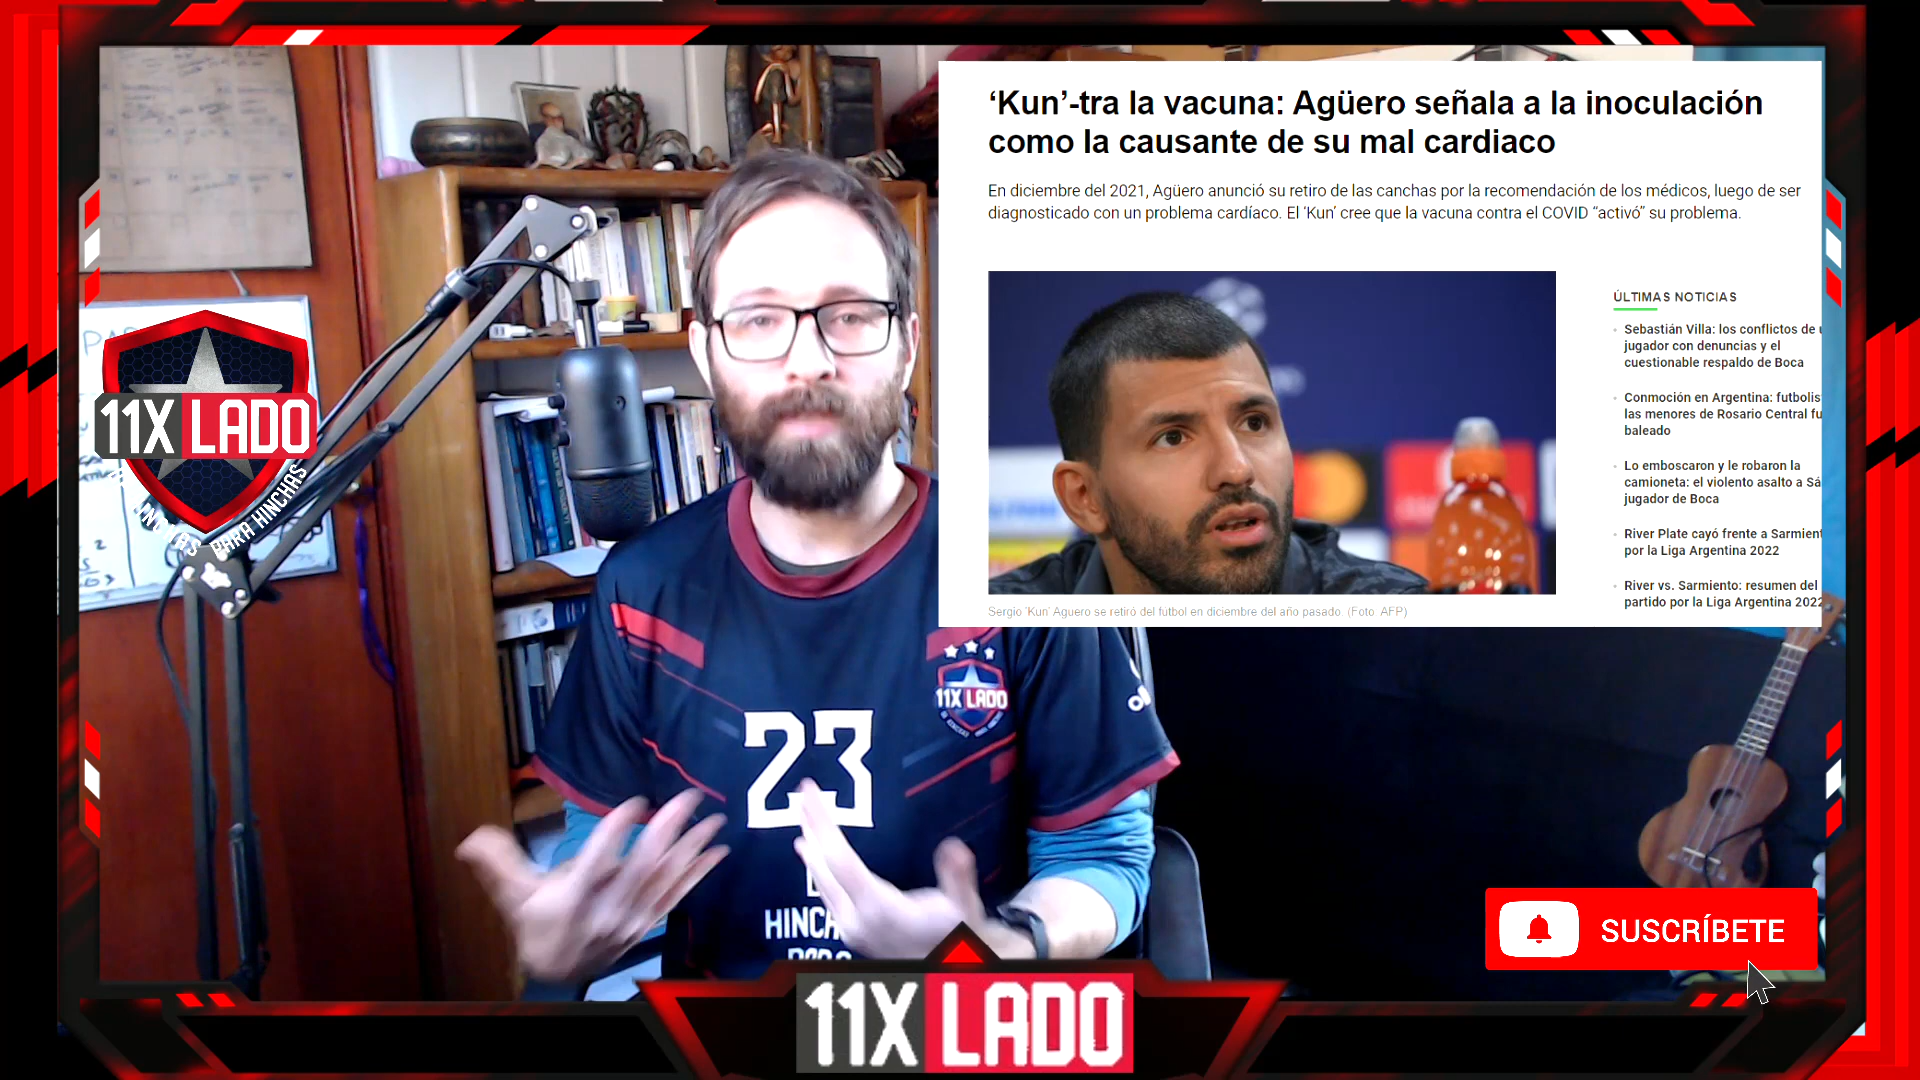 ‘Kun’-tra la vacuna: Agüero señala a la inoculación
como la causante de su mal cardiaco
En diciembre del 2021, Agüero anunció su retiro de las canchas por la recomendación de los médicos, luego de ser
diagnosticado con un problema cardíaco. El ‘Kun’ cree que la vacuna contra el COVID “activó” su problema.
Sergio ‘Kun’ Aguero se retiró del futbol en diciembre del año pasado. (Foto: AFP)
ÚLTIMAS NOTICIAS
Sebastián Villa: los conflictos de
jugador con denuncias y el
cuestionable respaldo de Boca
Conmoción en Argentina: futbolis
las menores de Rosario Central fu
baleado
Lo emboscaron y le robaron la
camioneta: el violento asalto a Sá
jugador de Boca
River Plate cayó frente a Sarmient
por la Liga Argentina 2022
River vs. Sarmiento: resumen del
partido por la Liga Argentina 2022
11X LADO
PARA HINCHAS
11X LADO
23
HINCH
SUSCRÍBETE
11X LADO